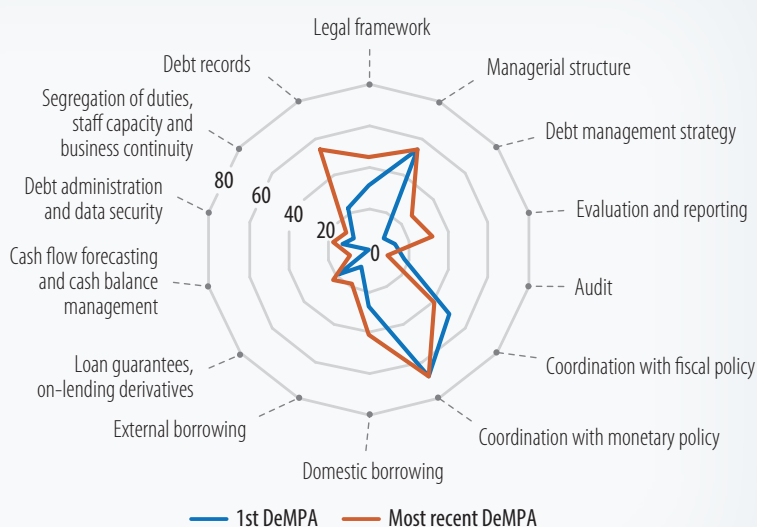 Legal framework
Managerial structure
Debt management strategy
Evaluation and reporting
Audit
Coordination with fiscal policy
Coordination with monetary policy
Domestic borrowing
External borrowing
Loan guarantees,
on-lending derivatives
Cash flow forecasting
and cash balance
management
Debt administration
and data security
Segregation of duties,
staff capacity and
business continuity
Debt records
80
60
40
20
0
1st DeMPA
Most recent DeMPA